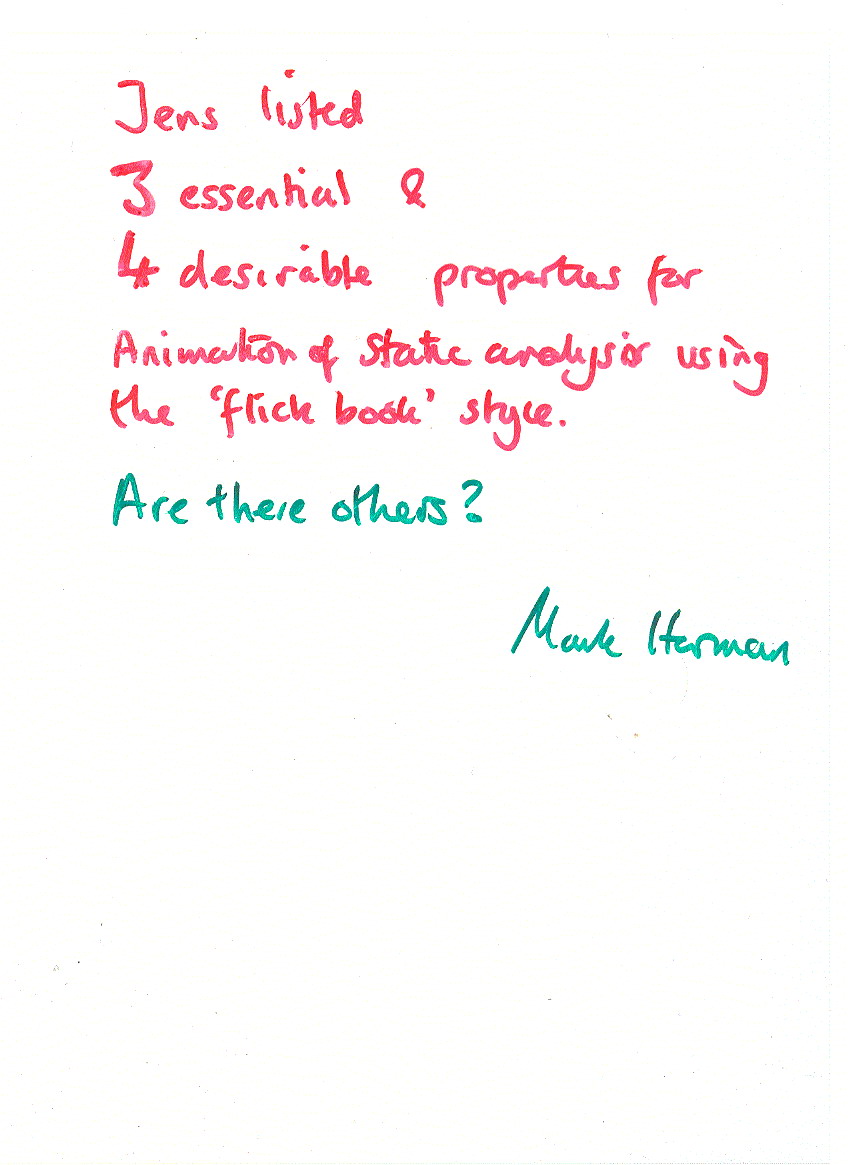 Jens listed
3 essential &
4 desirable properties for
Animation of static analysis using
the 'flick book' style.
Are there others?
Mark Harman